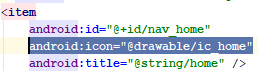 <item
android:id="@+id/nav_home"
android:icon="@drawable/ic_home"
android:title="@string/home" />